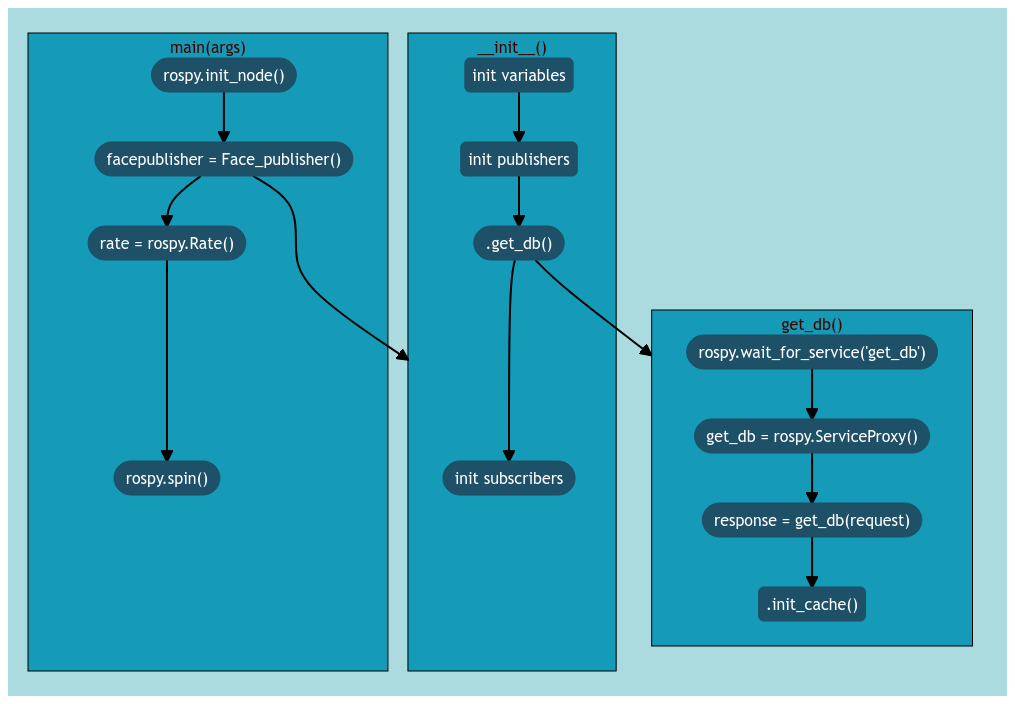 main(args)
rospy.init_node()
facepublisher = Face_publisher()
rate = rospy.Rate()
rospy.spin()
__init__()
init variables
init publishers
.get_db()
init subscribers
get_db()
rospy.wait_for_service('get_db')
get_db = rospy.ServiceProxy()
response = get_db(request)
.init_cache()